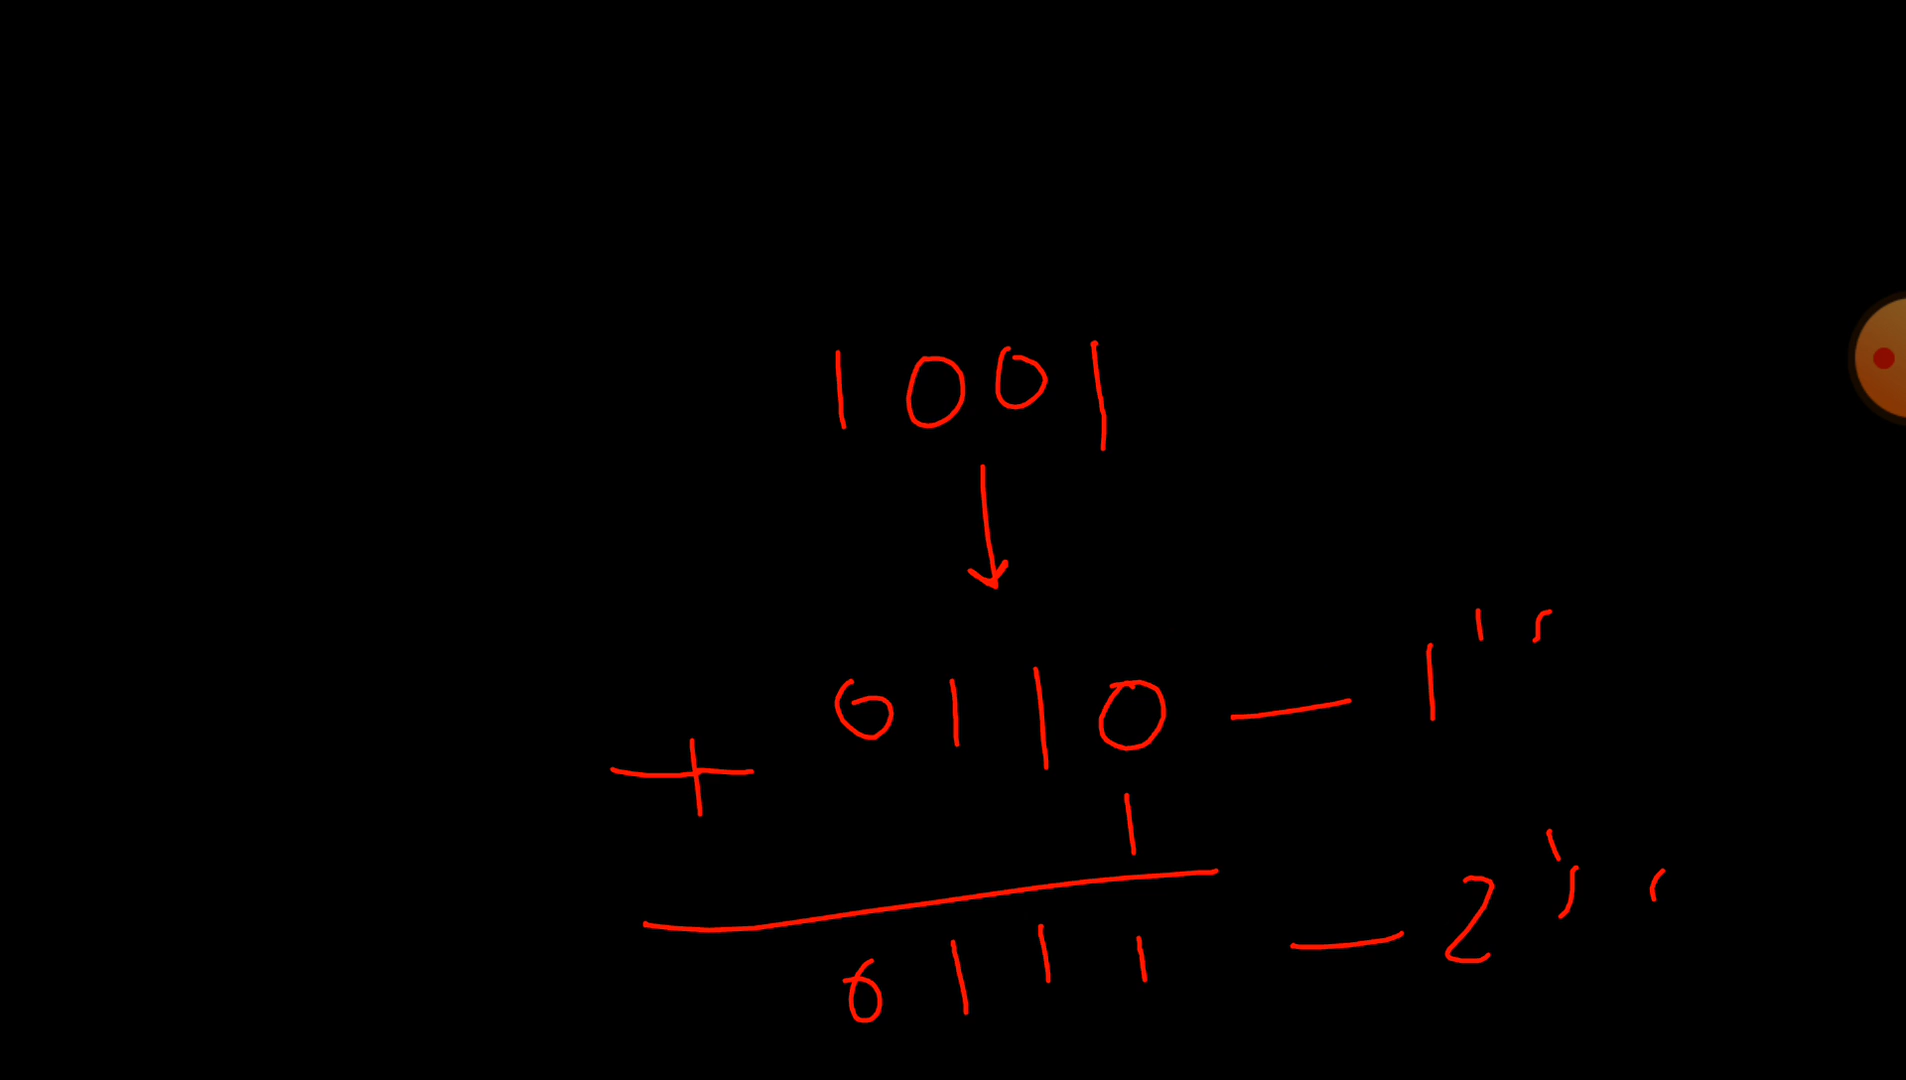 1001
↓
0110 — 1's
+ 1
0111 — 2's